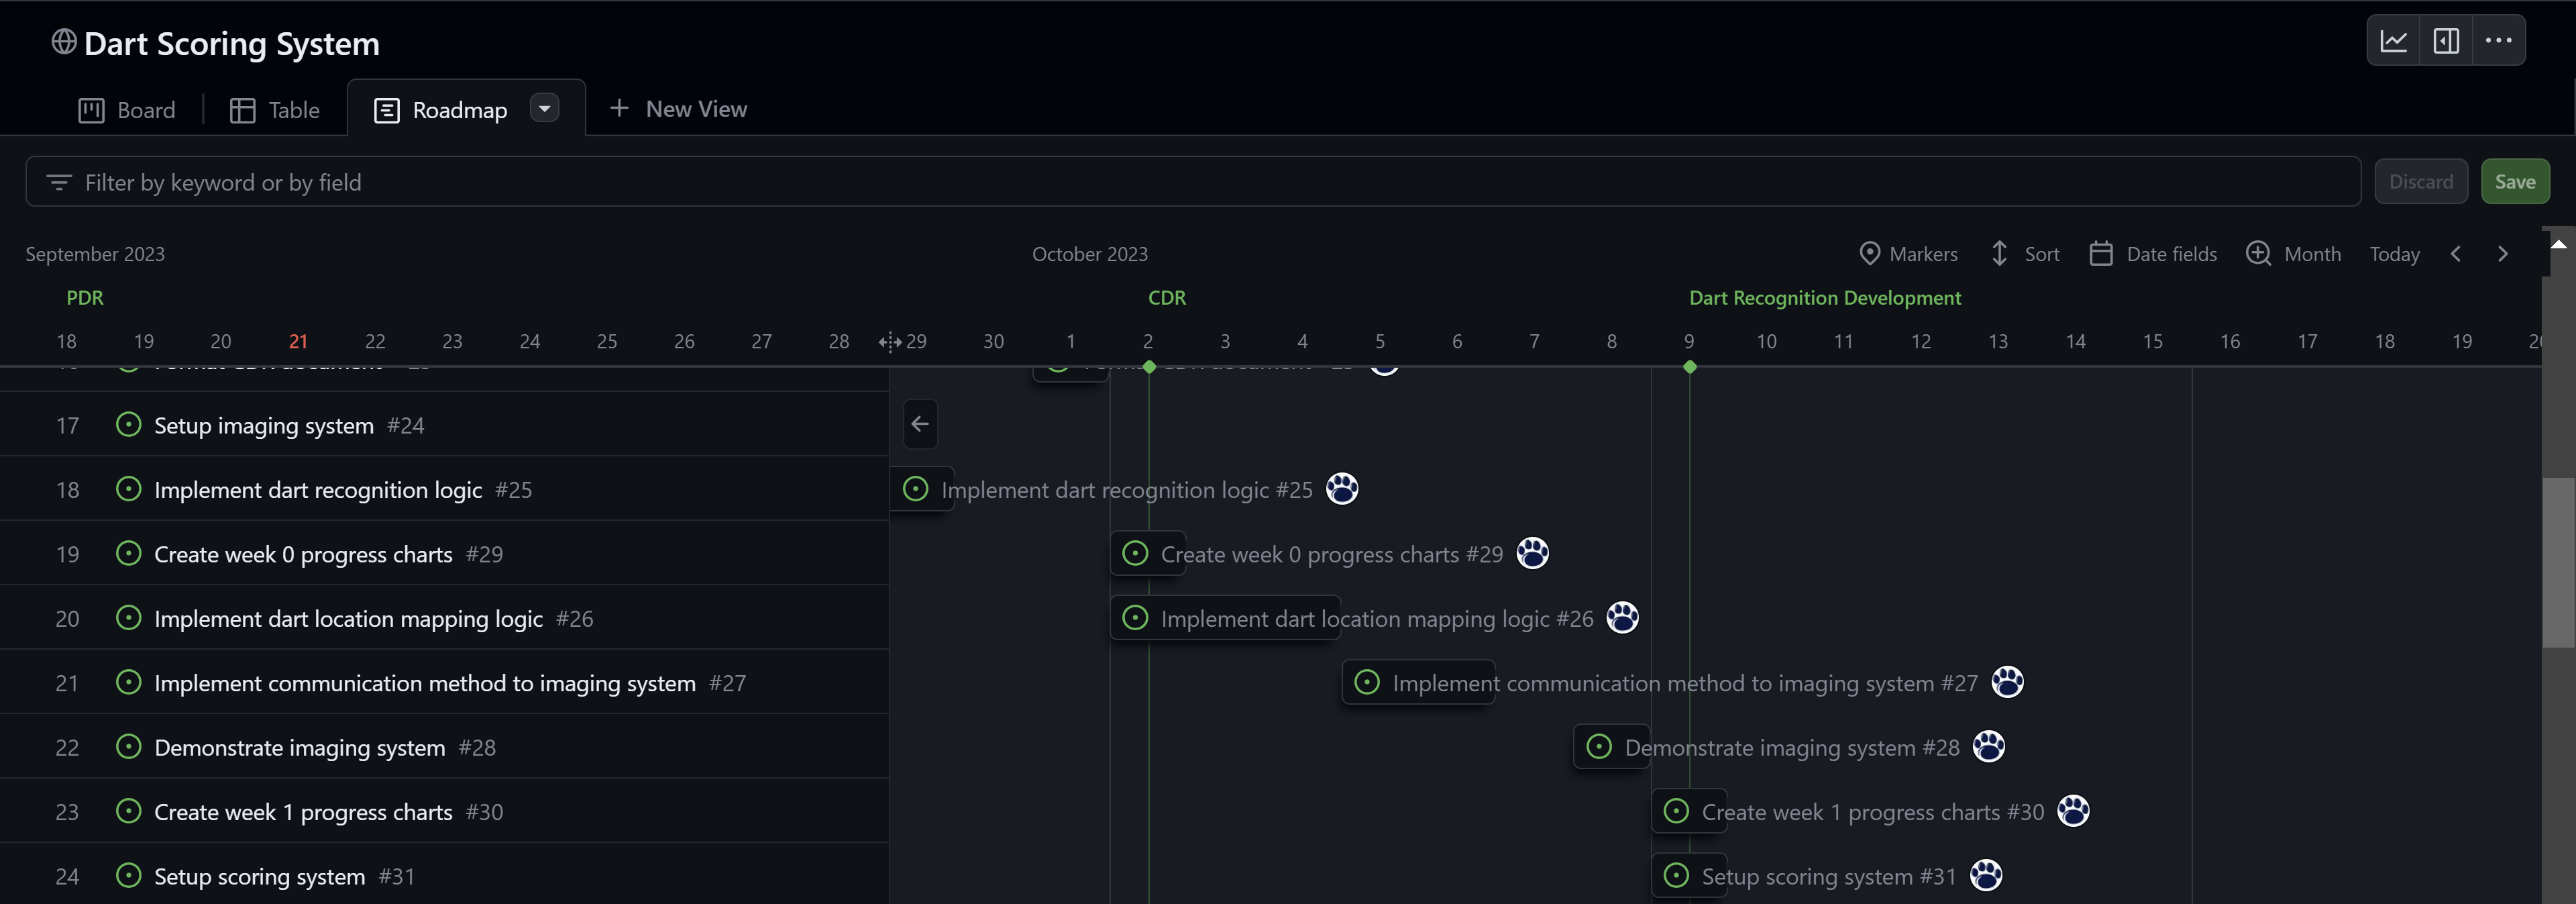 Dart Scoring System
Board Table Roadmap New View
Filter by keyword or by field Discard Save
September 2023 October 2023 Markers Sort Date fields Month Today
PDR CDR Dart Recognition Development
18 19 20 21 22 23 24 25 26 27 28 29 30 1 2 3 4 5 6 7 8 9 10 11 12 13 14 15 16 17 18 19
17 Setup imaging system #24
18 Implement dart recognition logic #25 Implement dart recognition logic #25
19 Create week 0 progress charts #29 Create week 0 progress charts #29
20 Implement dart location mapping logic #26 Implement dart location mapping logic #26
21 Implement communication method to imaging system #27 Implement communication method to imaging system #27
22 Demonstrate imaging system #28 Demonstrate imaging system #28
23 Create week 1 progress charts #30 Create week 1 progress charts #30
24 Setup scoring system #31 Setup scoring system #31